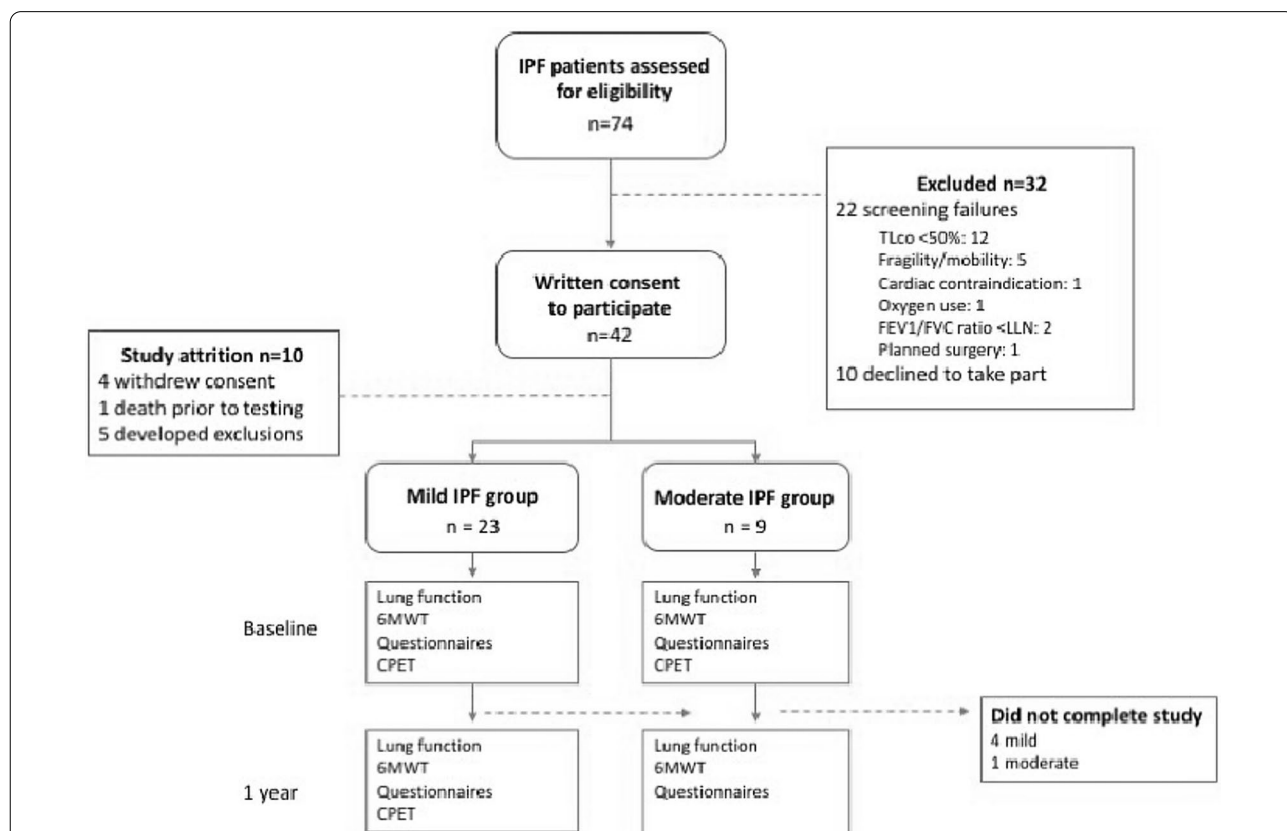 IPF patients assessed
for eligibility
n=74
Excluded n=32
22 screening failures
TLco <50%: 12
Fragility/mobility: 5
Cardiac contraindication: 1
Oxygen use: 1
FEV1/FVC ratio <LLN: 2
Planned surgery: 1
10 declined to take part
Written consent
to participate
n=42
Study attrition n=10
4 withdrew consent
1 death prior to testing
5 developed exclusions
Mild IPF group
n = 23
Moderate IPF group
n = 9
Baseline
Lung function
6MWT
Questionnaires
CPET
Lung function
6MWT
Questionnaires
CPET
Did not complete study
4 mild
1 moderate
1 year
Lung function
6MWT
Questionnaires
CPET
Lung function
6MWT
Questionnaires